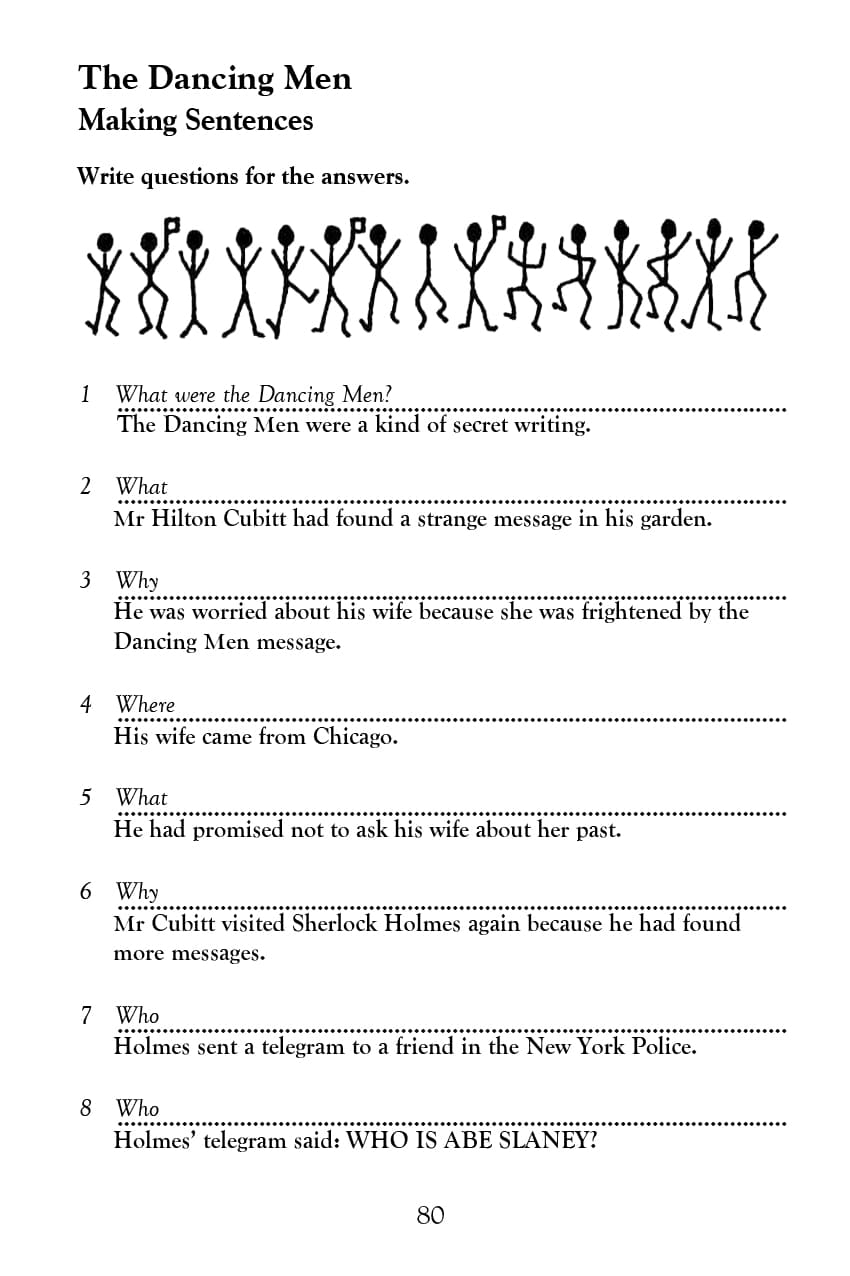 The Dancing Men
Making Sentences
Write questions for the answers.
1 What were the Dancing Men?
The Dancing Men were a kind of secret writing.
2 What
Mr Hilton Cubitt had found a strange message in his garden.
3 Why
He was worried about his wife because she was frightened by the
Dancing Men message.
4 Where
His wife came from Chicago.
5 What
He had promised not to ask his wife about her past.
6 Why
Mr Cubitt visited Sherlock Holmes again because he had found
more messages.
7 Who
Holmes sent a telegram to a friend in the New York Police.
8 Who
Holmes’ telegram said: WHO IS ABE SLANEY?
80